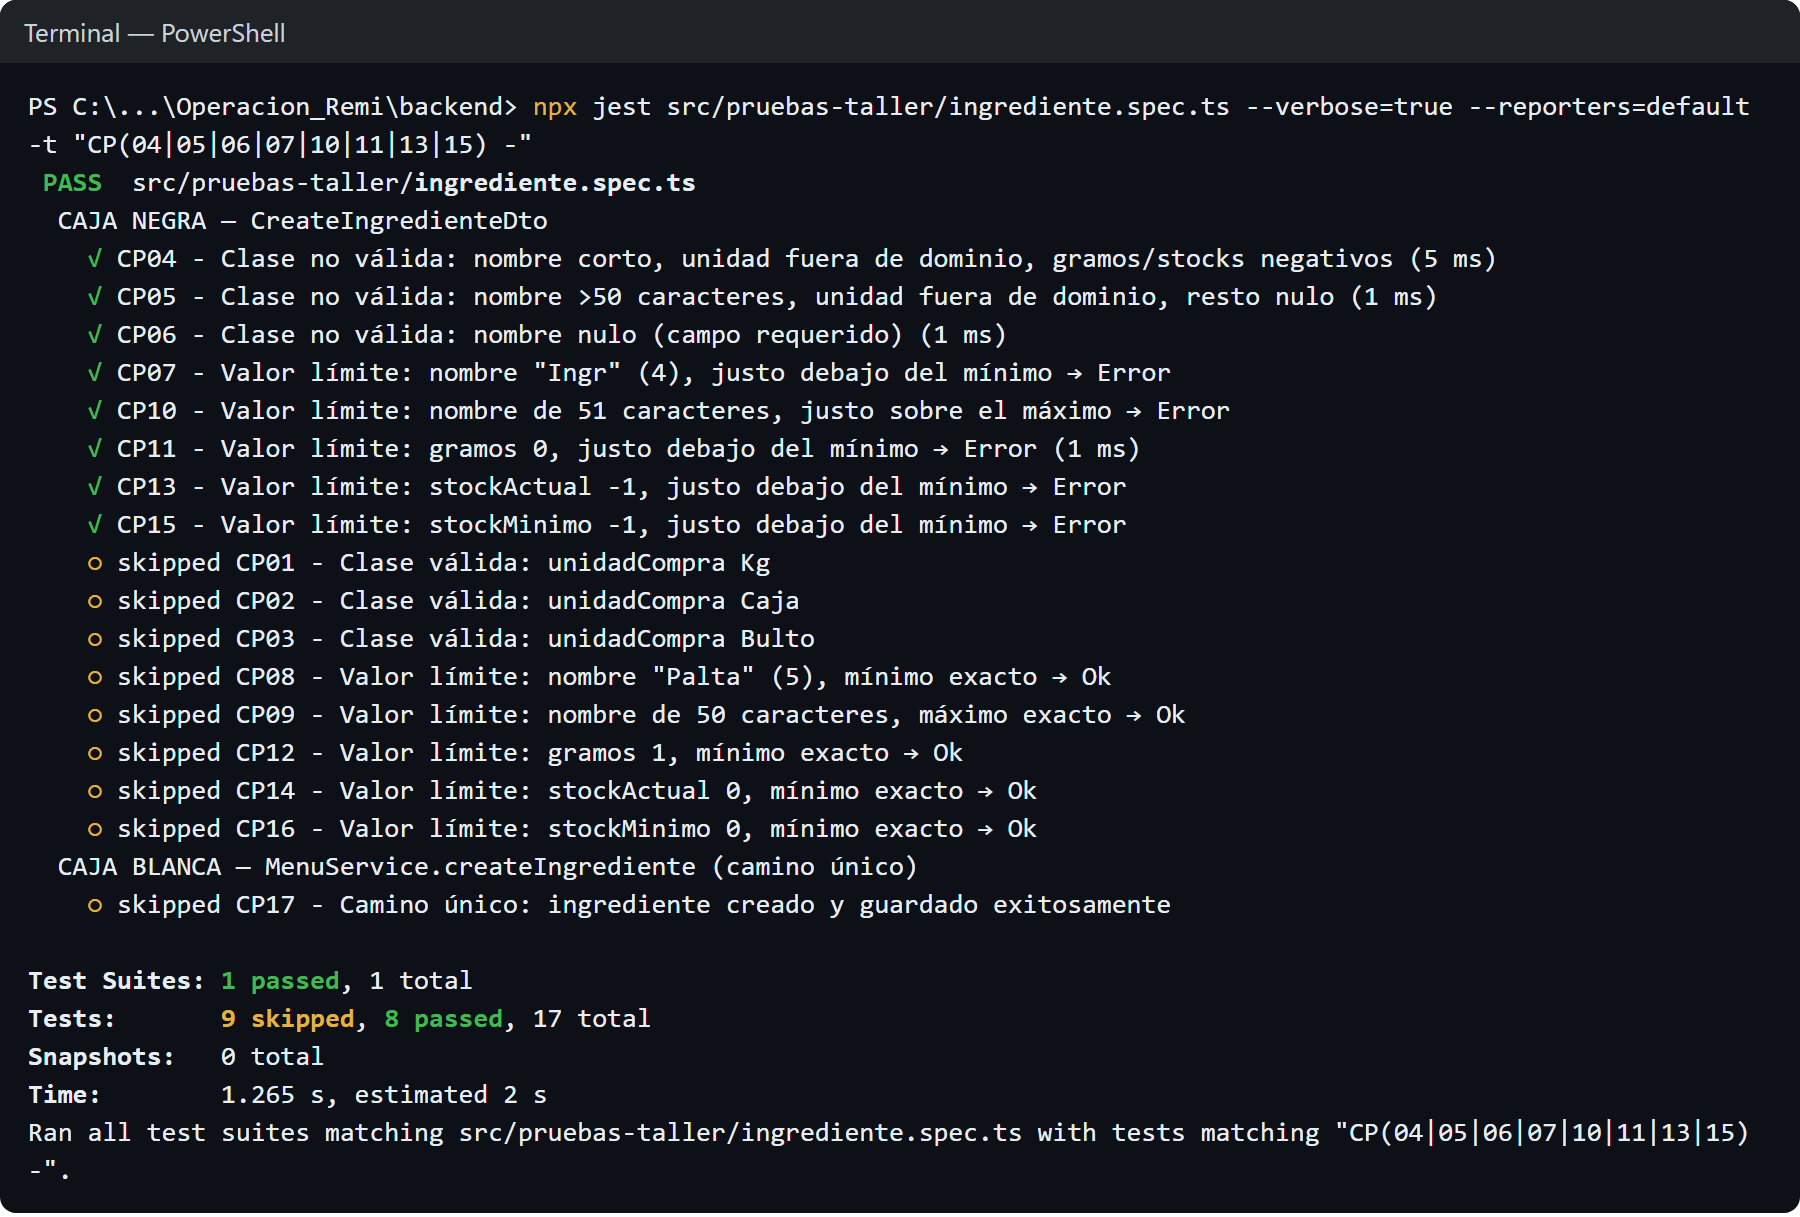 Terminal — PowerShell
PS C:\...\Operacion_Remi\backend> npx jest src/pruebas-taller/ingrediente.spec.ts --verbose=true --reporters=default
-t "CP(04|05|06|07|10|11|13|15) -"
PASS src/pruebas-taller/ingrediente.spec.ts
CAJA NEGRA — CreateIngredienteDto
√ CP04 - Clase no válida: nombre corto, unidad fuera de dominio, gramos/stocks negativos (5 ms)
√ CP05 - Clase no válida: nombre >50 caracteres, unidad fuera de dominio, resto nulo (1 ms)
√ CP06 - Clase no válida: nombre nulo (campo requerido) (1 ms)
√ CP07 - Valor límite: nombre "Ingr" (4), justo debajo del mínimo → Error
√ CP10 - Valor límite: nombre de 51 caracteres, justo sobre el máximo → Error
√ CP11 - Valor límite: gramos 0, justo debajo del mínimo → Error (1 ms)
√ CP13 - Valor límite: stockActual -1, justo debajo del mínimo → Error
√ CP15 - Valor límite: stockMinimo -1, justo debajo del mínimo → Error
○ skipped CP01 - Clase válida: unidadCompra Kg
○ skipped CP02 - Clase válida: unidadCompra Caja
○ skipped CP03 - Clase válida: unidadCompra Bulto
○ skipped CP08 - Valor límite: nombre "Palta" (5), mínimo exacto → Ok
○ skipped CP09 - Valor límite: nombre de 50 caracteres, máximo exacto → Ok
○ skipped CP12 - Valor límite: gramos 1, mínimo exacto → Ok
○ skipped CP14 - Valor límite: stockActual 0, mínimo exacto → Ok
○ skipped CP16 - Valor límite: stockMinimo 0, mínimo exacto → Ok
CAJA BLANCA — MenuService.createIngrediente (camino único)
○ skipped CP17 - Camino único: ingrediente creado y guardado exitosamente
Test Suites: 1 passed, 1 total
Tests: 9 skipped, 8 passed, 17 total
Snapshots: 0 total
Time: 1.265 s, estimated 2 s
Ran all test suites matching src/pruebas-taller/ingrediente.spec.ts with tests matching "CP(04|05|06|07|10|11|13|15)
-".